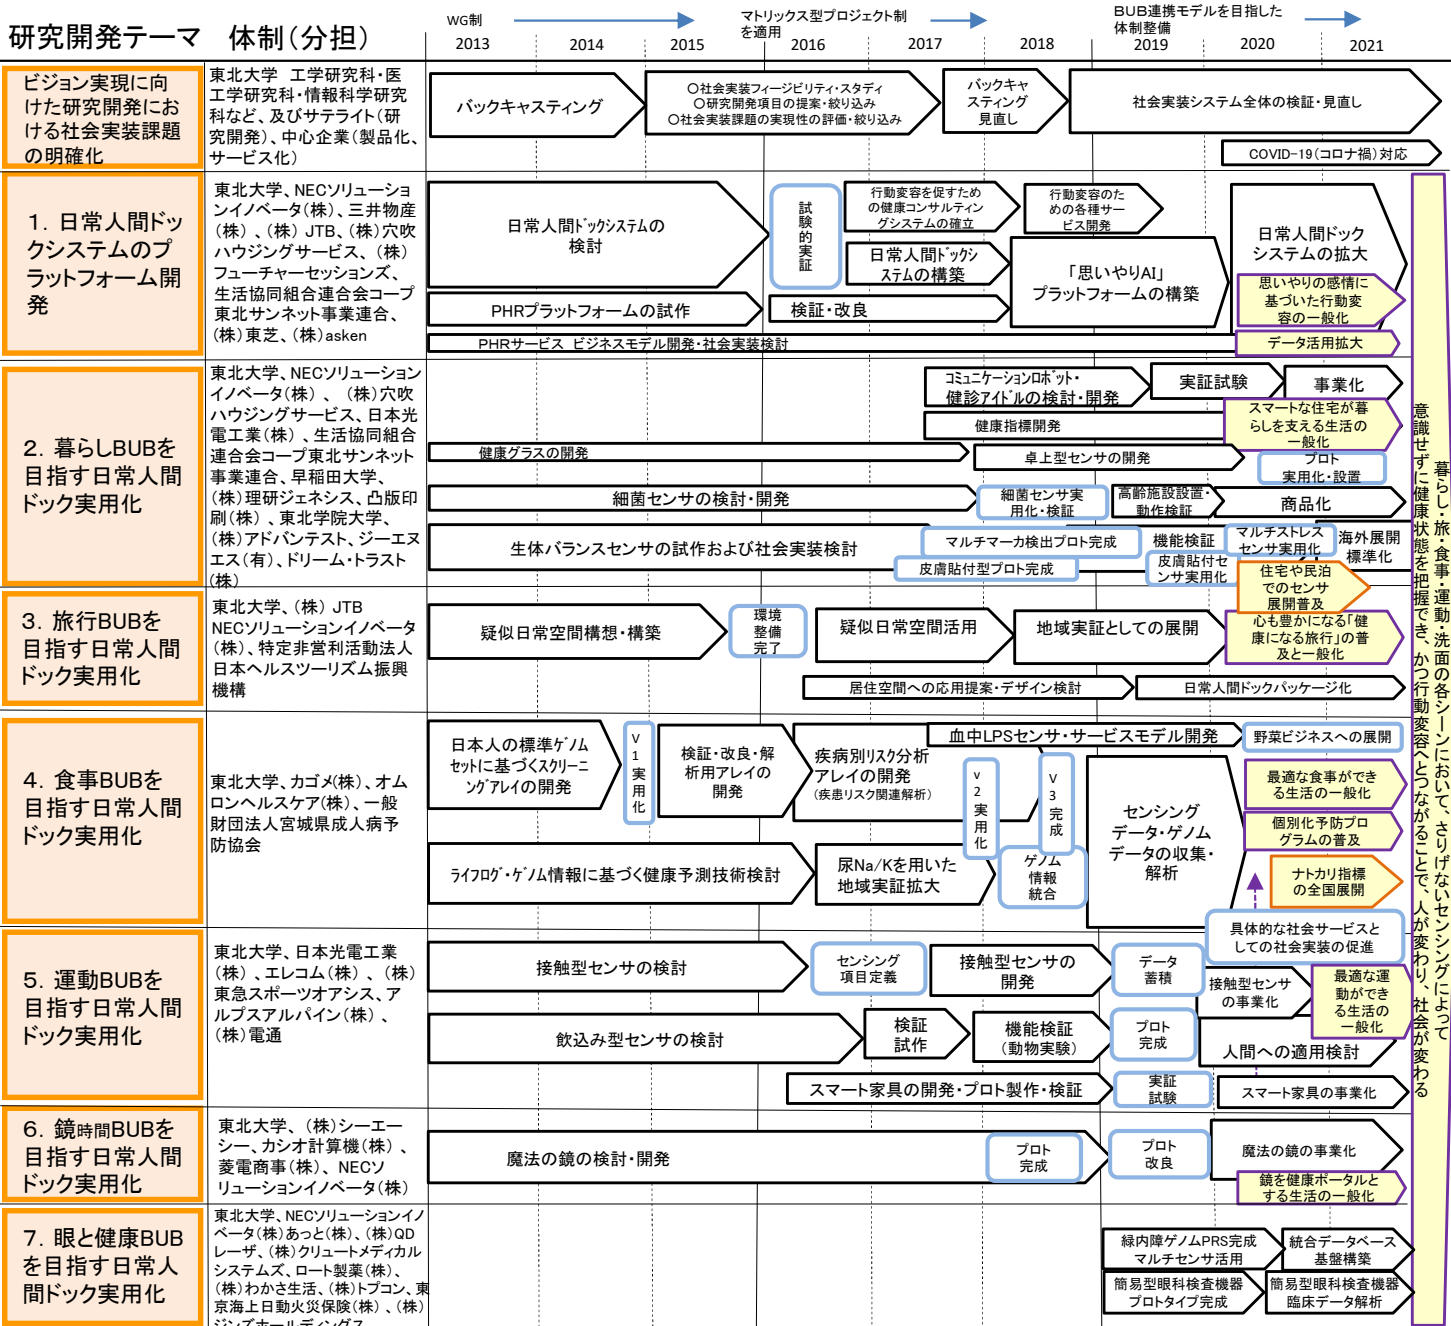 研究開発テーマ 体制（分担）
WG制
マトリックス型プロジェクト制
を適用
BUB連携モデルを目指した
体制整備
2013 2014 2015 2016 2017 2018 2019 2020 2021
ビジョン実現に向
けた研究開発にお
ける社会実装課題
の明確化
東北大学 工学研究科・医
工学研究科・情報科学研究
科など、及びサテライト（研
究開発）、中心企業（製品化、
サービス化）
バックキャスティング
○社会実装フィージビリティ・スタディ
○研究開発項目の提案・絞り込み
○社会実装課題の実現性の評価・絞り込み
バックキャ
スティング
見直し
社会実装システム全体の検証・見直し
COVID-19（コロナ禍）対応
1．日常人間ドッ
クシステムのプ
ラットフォーム開
発
東北大学、NECソリューショ
ンイノベータ（株）、三井物産
（株）、（株） JTB、（株）穴吹
ハウジングサービス、（株）
フューチャーセッションズ、
生活協同組合連合会コープ
東北サンネット事業連合、
（株）東芝、（株）asken
日常人間ドックシステムの
検討
試験的実証
行動変容を促すため
の健康コンサルティン
グシステムの確立
行動変容のた
めの各種サー
ビス開発
日常人間ドックシ
ステムの構築
「思いやりAI」
プラットフォームの構築
日常人間ドック
システムの拡大
思いやりの感情に
基づいた行動変
容の一般化
PHRプラットフォームの試作
検証・改良
PHRサービス ビジネスモデル開発・社会実装検討
データ活用拡大
2．暮らしBUBを
目指す日常人間
ドック実用化
東北大学、NECソリューション
イノベータ（株） 、（株）穴吹
ハウジングサービス、日本光
電工業（株）、生活協同組合
連合会コープ東北サンネット
事業連合、早稲田大学、
（株）理研ジェネシス、凸版印
刷（株）、東北学院大学、
（株）アドバンテスト、ジーエヌ
エス（有）、ドリーム・トラスト
（株）
コミュニケーションロボット・
健診アイドルの検討・開発
実証試験
事業化
健康指標開発
スマートな住宅が暮
らしを支える生活の
一般化
健康グラスの開発
卓上型センサの開発
プロト
実用化・設置
細菌センサの検討・開発
細菌センサ実
用化・検証
高齢施設設置・
動作検証
商品化
生体バランスセンサの試作および社会実装検討
マルチマーカ検出プロト完成
機能検証
マルチストレス
センサ実用化
海外展開
標準化
皮膚貼付型プロト完成
皮膚貼付セ
ンサ実用化
住宅や民泊
でのセンサ
展開普及
3．旅行BUBを
目指す日常人間
ドック実用化
東北大学、（株） JTB
NECソリューションイノベータ
（株）、特定非営利活動法人
日本ヘルスツーリズム振興
機構
疑似日常空間構想・構築
環境
整備
完了
疑似日常空間活用
地域実証としての展開
心も豊かになる「健
康になる旅行」の普
及と一般化
居住空間への応用提案・デザイン検討
日常人間ドックパッケージ化
4．食事BUBを
目指す日常人間
ドック実用化
東北大学、カゴメ（株）、オム
ロンヘルスケア（株）、一般
財団法人宮城県成人病予
防協会
日本人の標準ゲノム
セットに基づくスクリーニ
ングアレイの開発
V1実用化
検証・改良・解
析用アレイの
開発
疾病別リスク分析
アレイの開発
（疾患リスク関連解析）
血中LPSセンサ・サービスモデル開発
野菜ビジネスへの展開
v2実用化
V3完成
センシング
データ・ゲノム
データの収集・
解析
最適な食事ができ
る生活の一般化
個別化予防プロ
グラムの普及
ライフログ・ゲノム情報に基づく健康予測技術検討
尿Na/Kを用いた
地域実証拡大
ゲノム
情報
統合
ナトカリ指標
の全国展開
具体的な社会サービスと
しての社会実装の促進
5．運動BUBを
目指す日常人間
ドック実用化
東北大学、日本光電工業
（株）、エレコム（株）、（株）
東急スポーツオアシス、ア
ルプスアルパイン（株）、
（株）電通
接触型センサの検討
センシング
項目定義
接触型センサの
開発
データ
蓄積
接触型センサ
の事業化
最適な運
動ができ
る生活の
一般化
飲込み型センサの検討
検証
試作
機能検証
（動物実験）
プロト
完成
人間への適用検討
スマート家具の開発・プロト製作・検証
実証
試験
スマート家具の事業化
6．鏡時間BUBを
目指す日常人間
ドック実用化
東北大学、（株）シーエー
シー、カシオ計算機（株）、
菱電商事（株）、NECソ
リューションイノベータ（株）
魔法の鏡の検討・開発
プロト
完成
プロト
改良
魔法の鏡の事業化
鏡を健康ポータルと
する生活の一般化
7．眼と健康BUB
を目指す日常人
間ドック実用化
東北大学、NECソリューションイノ
ベータ（株）あっと（株）、（株）QD
レーザ、（株）クリュートメディカル
システムズ、ロート製薬（株）、
（株）わかさ生活、（株）トプコン、東
京海上日動火災保険（株）、（株）
ジンズホールディングス
緑内障ゲノムPRS完成
マルチセンサ活用
統合データベース
基盤構築
簡易型眼科検査機器
プロトタイプ完成
簡易型眼科検査機器
臨床データ解析
暮らし・旅・食事・運動・洗面の各シーンにおいて、さりげないセンシングによって
意識せずに健康状態を把握でき、かつ行動変容へとつながることで、人が変わり、社会が変わる